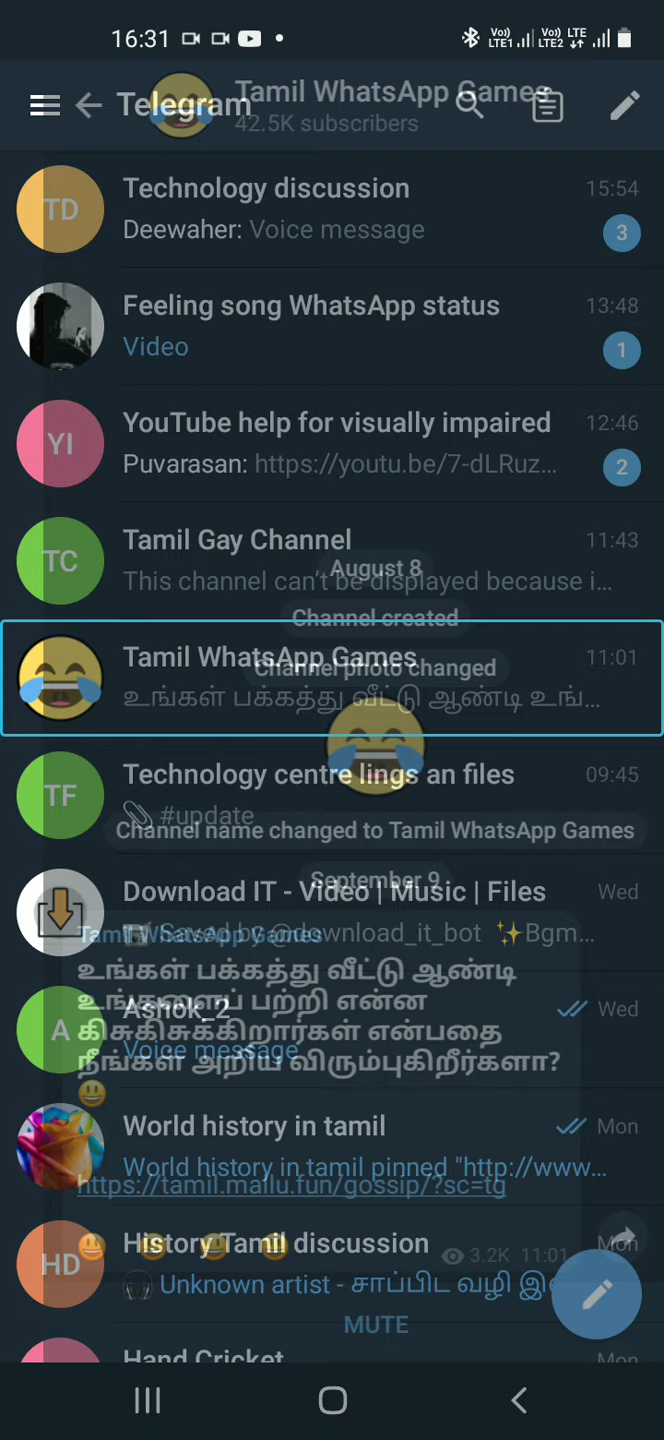 16:31
Vo)) LTE1 Vo)) LTE2 LTE
Telegram
Tamil WhatsApp Games
42.5K subscribers
TD
Technology discussion
15:54
Deewaher: Voice message
3
Feeling song WhatsApp status
13:48
Video
1
YI
YouTube help for visually impaired
12:46
Puvarasan: https://youtu.be/7-dLRuz...
2
TC
Tamil Gay Channel
11:43
August 8
This channel can't be displayed because i...
Channel created
Tamil WhatsApp Games
11:01
Channel photo changed
உங்கள் பக்கத்து வீட்டு ஆண்டி உங்...
TF
Technology centre lings an files
09:45
#update
Channel name changed to Tamil WhatsApp Games
September 9
Download IT - Video | Music | Files
Wed
Saved by @download_it_bot ✨Bgm...
Tamil WhatsApp Games
உங்கள் பக்கத்து வீட்டு ஆண்டி
உங்களைப் பற்றி என்ன
கிசுகிசுக்கிறார்கள் என்பதை
நீங்கள் அறிய விரும்புகிறீர்களா?
😃
A
Ashok_2
Wed
Voice message
World history in tamil
Mon
World history in tamil pinned "http://www...
https://tamil.mallu.fun/gossip/?sc=tg
HD
History Tamil discussion
Mon
3.2K 11:01
🎧 Unknown artist - சாப்பிட வழி
MUTE
Hand Cricket
Mon